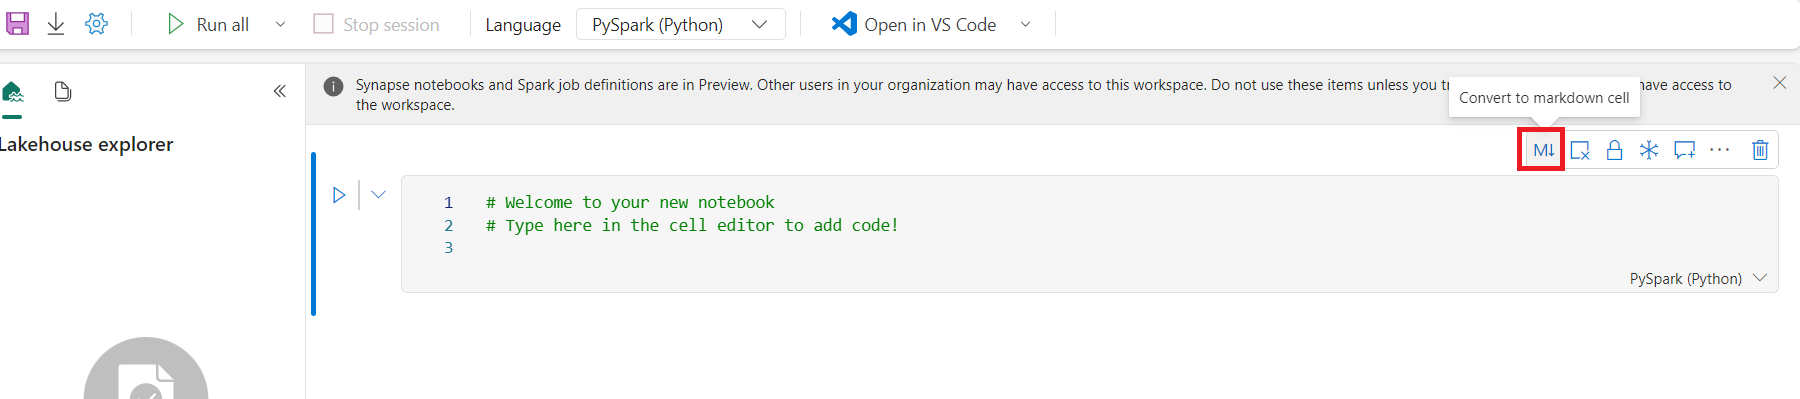 Run all
Stop session
Language
PySpark (Python)
Open in VS Code
Lakehouse explorer
Synapse notebooks and Spark job definitions are in Preview. Other users in your organization may have access to this workspace. Do not use these items unless you
have access to
the workspace.
Convert to markdown cell
M↓
1 # Welcome to your new notebook
2 # Type here in the cell editor to add code!
3
PySpark (Python)